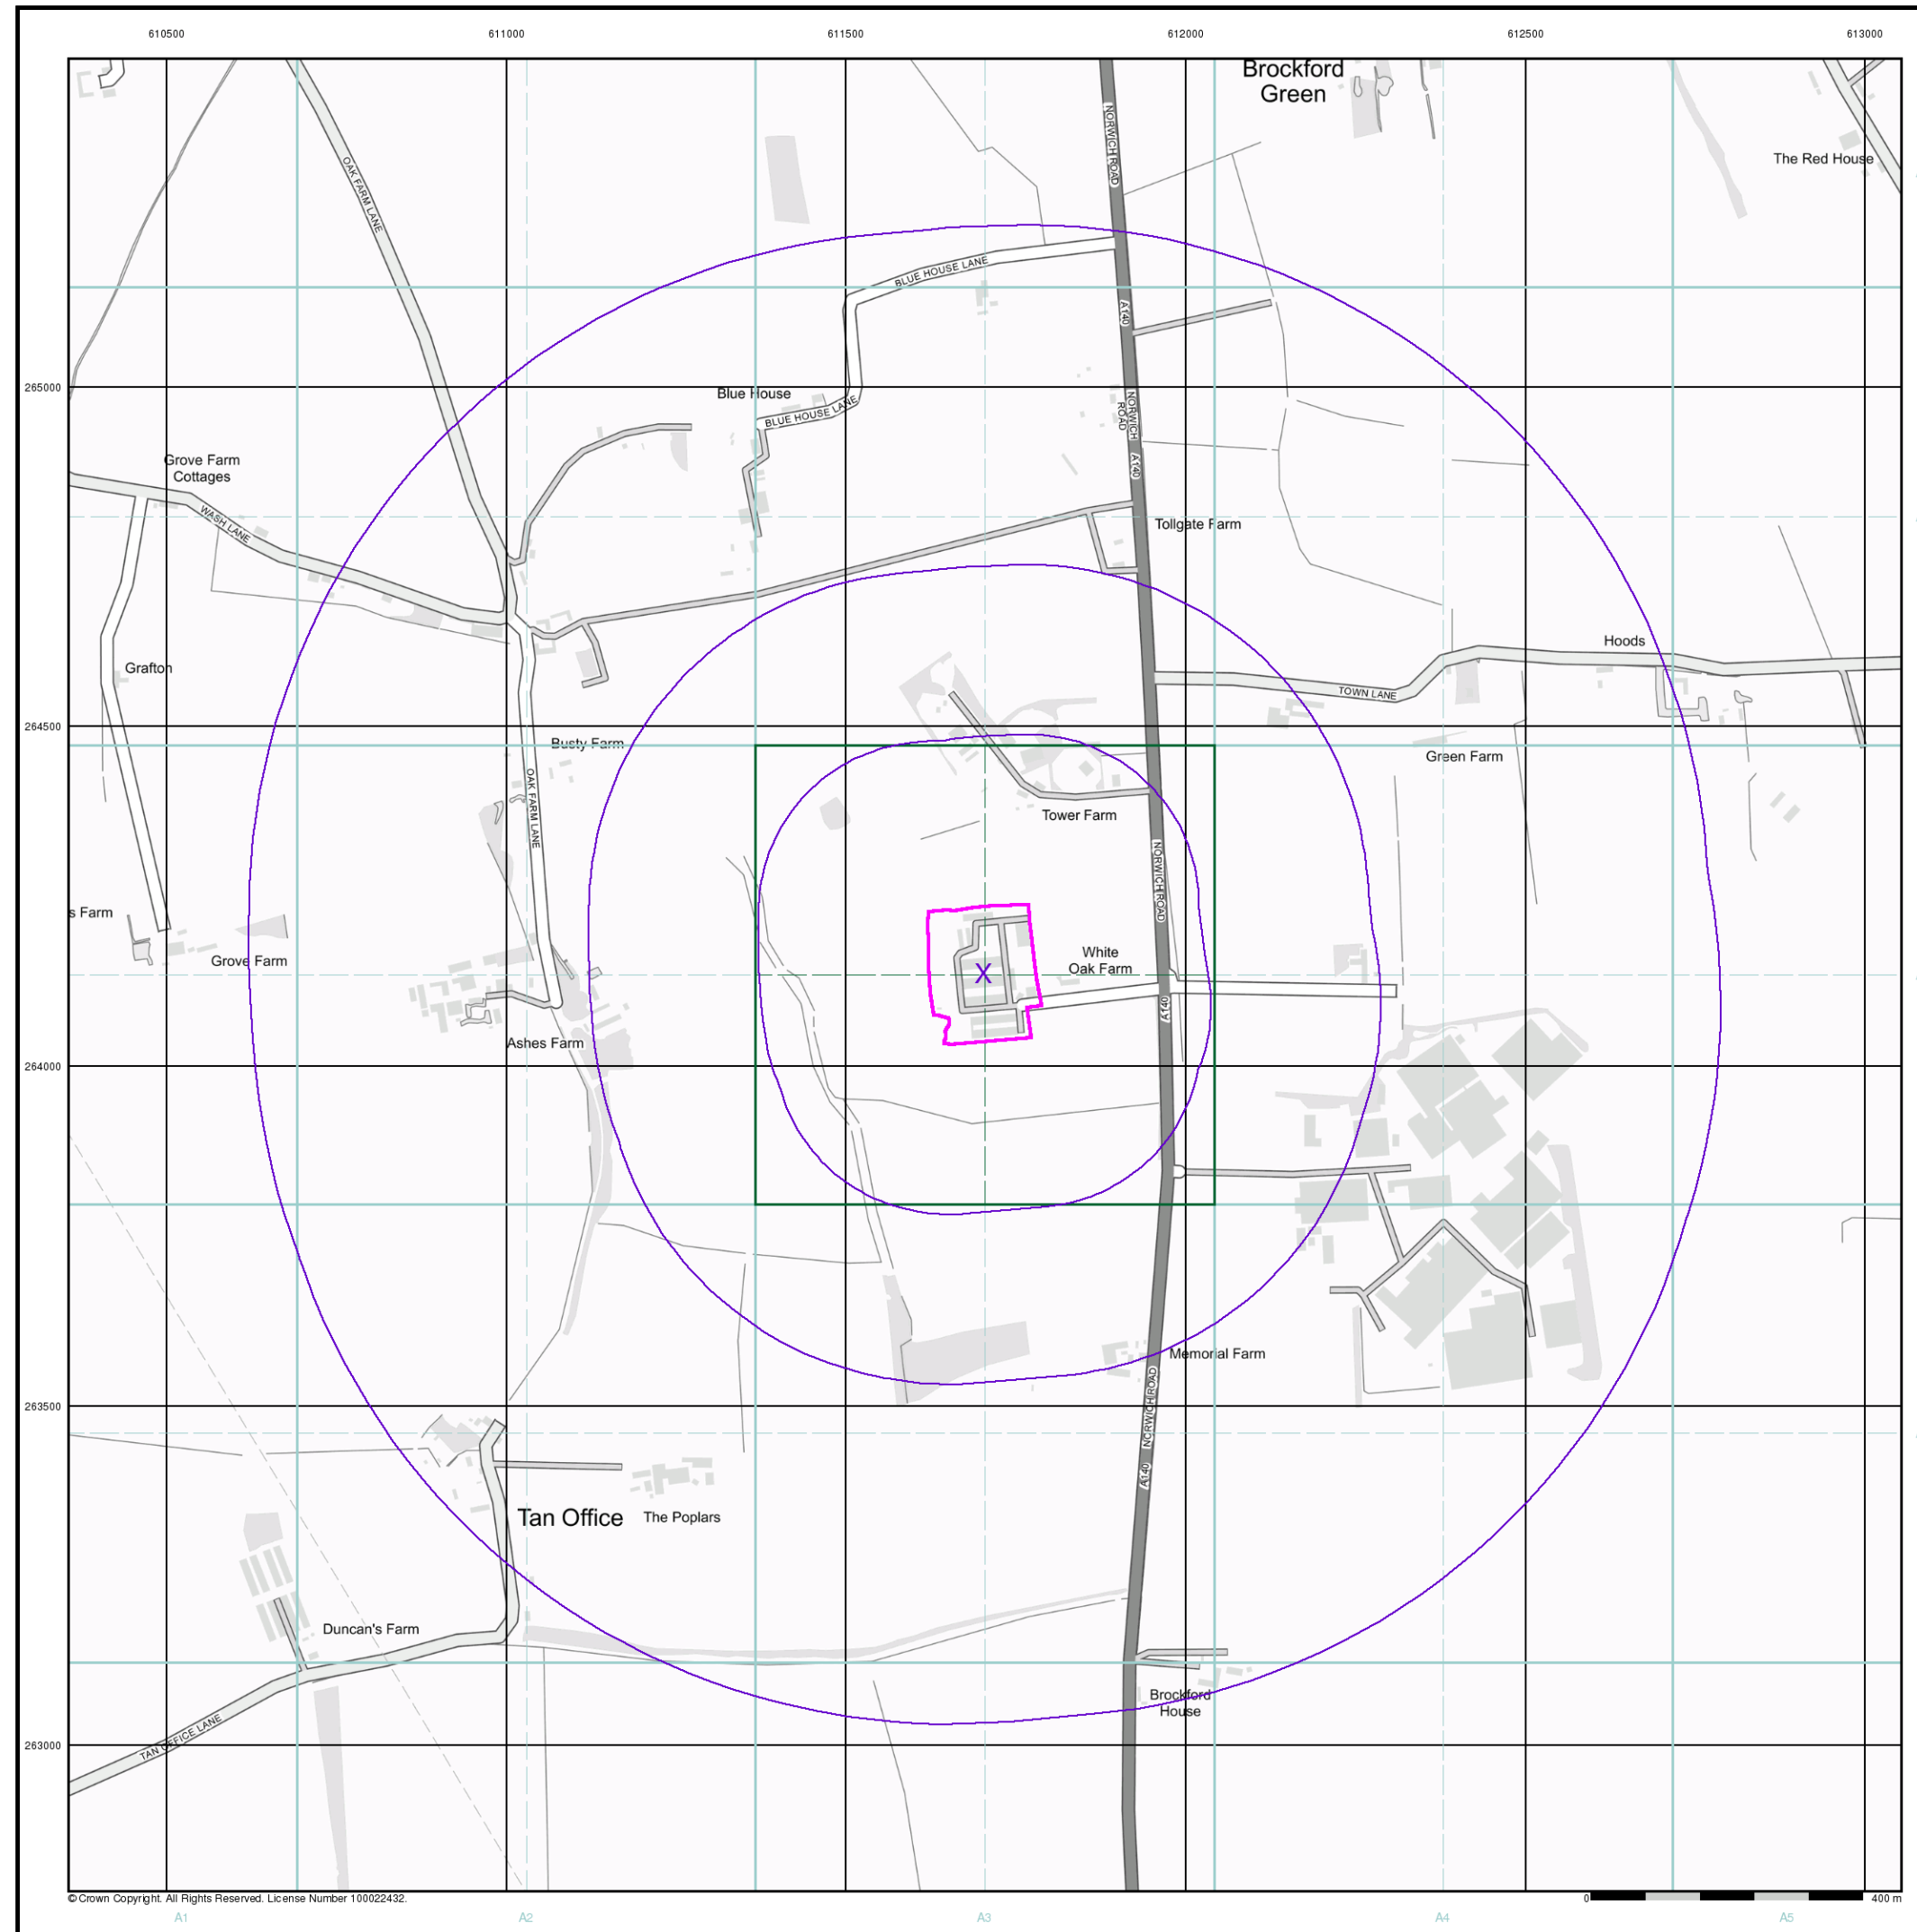 610500 611000 611500 612000 612500 613000
Brockford
Green
NORWICH ROAD
The Red House
OAK FARM LANE
BLUE HOUSE LANE
A140
265000
Blue House
BLUE HOUSE LANE
NORWICH
ROAD
A140
Grove Farm
Cottages
WASH LANE
Tollgate Farm
Hoods
Grafton
TOWN LANE
264500
Busty Farm
Green Farm
OAK FARM LANE
Tower Farm
NORWICH ROAD
s Farm
Grove Farm
White
Oak Farm
X
A140
Ashes Farm
264000
Memorial Farm
NORWICH ROAD
263500
A140
Tan Office
The Poplars
Duncan's Farm
Brockford
House
TAN OFFICE LANE
263000
© Crown Copyright. All Rights Reserved. License Number 100022432.
0 400 m
A1 A2 A3 A4 A5